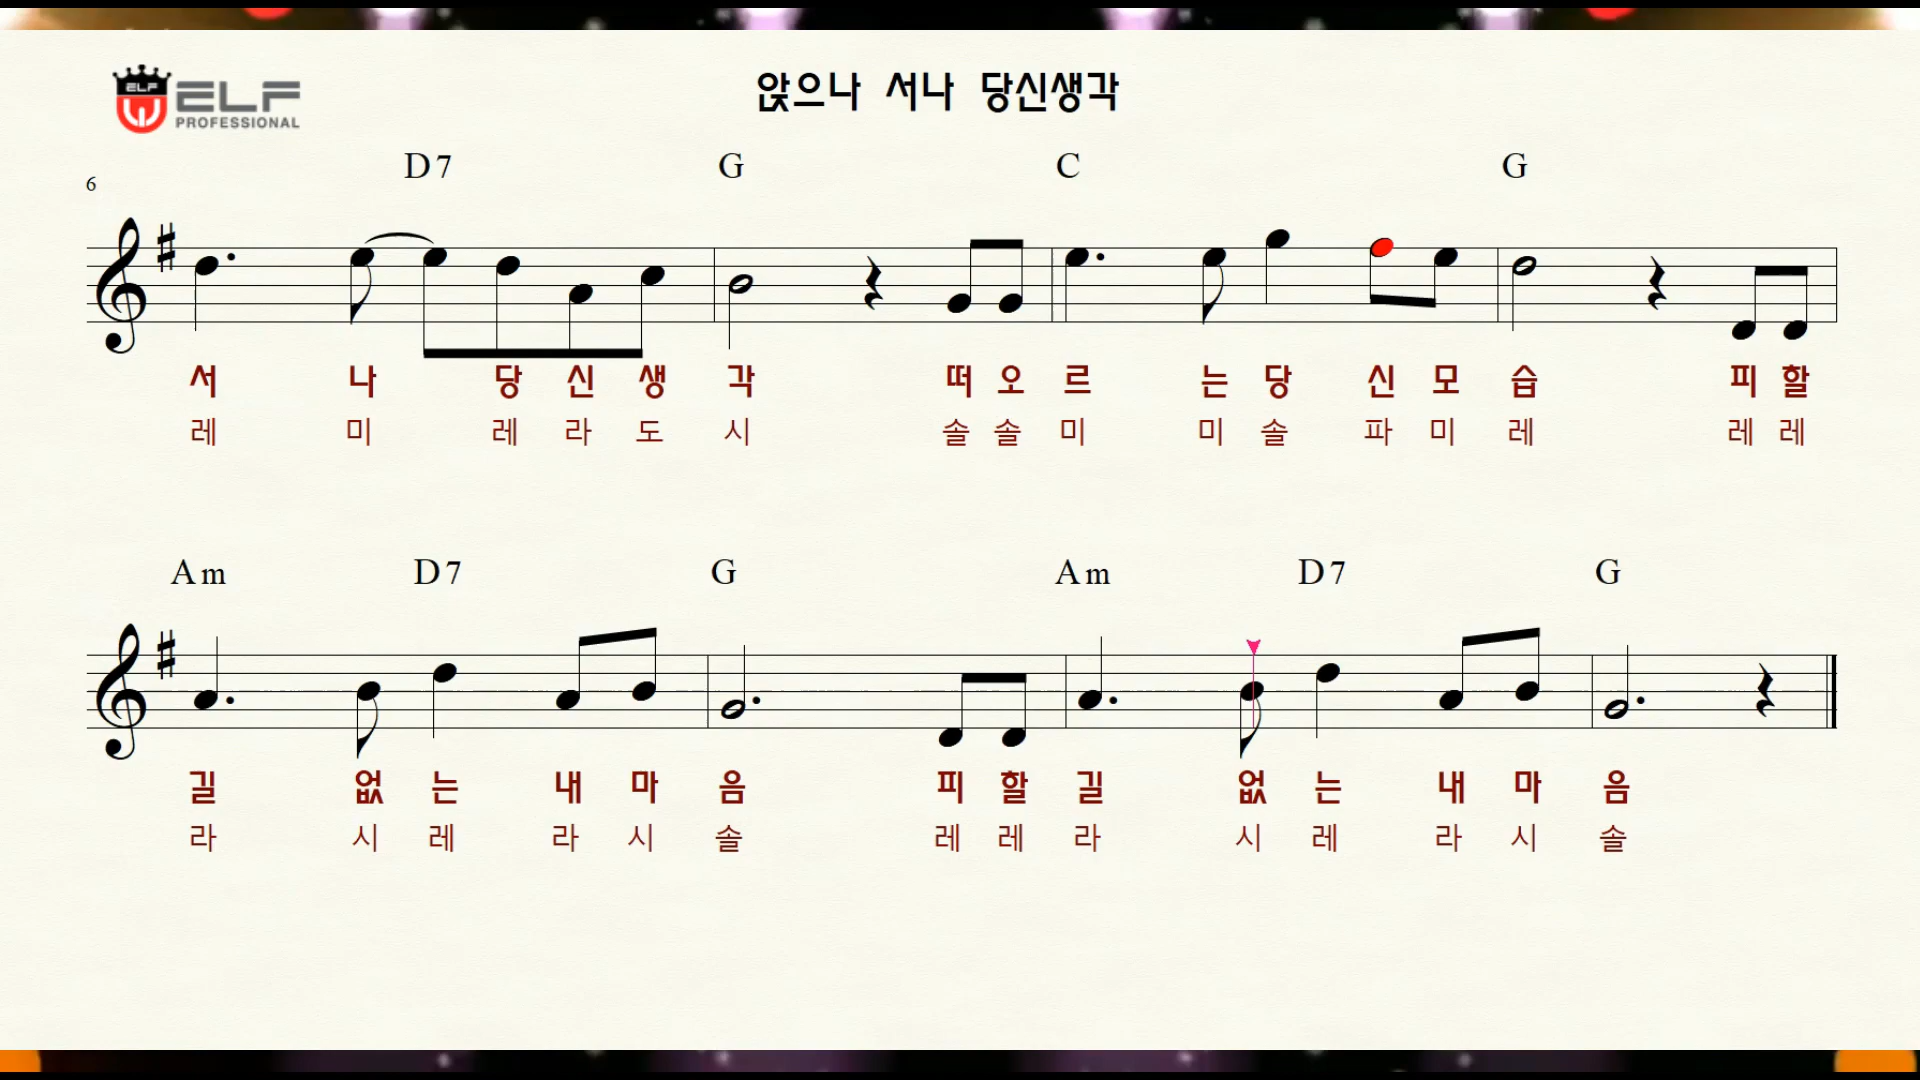 ELF
ELF
PROFESSIONAL
앉으나 서나 당신생각
D7 G C G
6
서 나 당 신 생 각 떠 오 르 는 당 신 모 습 피 할
레 미 레 라 도 시 솔 솔 미 미 솔 파 미 레 레 레
Am D7 G Am D7 G
길 없 는 내 마 음 피 할 길 없 는 내 마 음
라 시 레 라 시 솔 레 레 라 시 레 라 시 솔